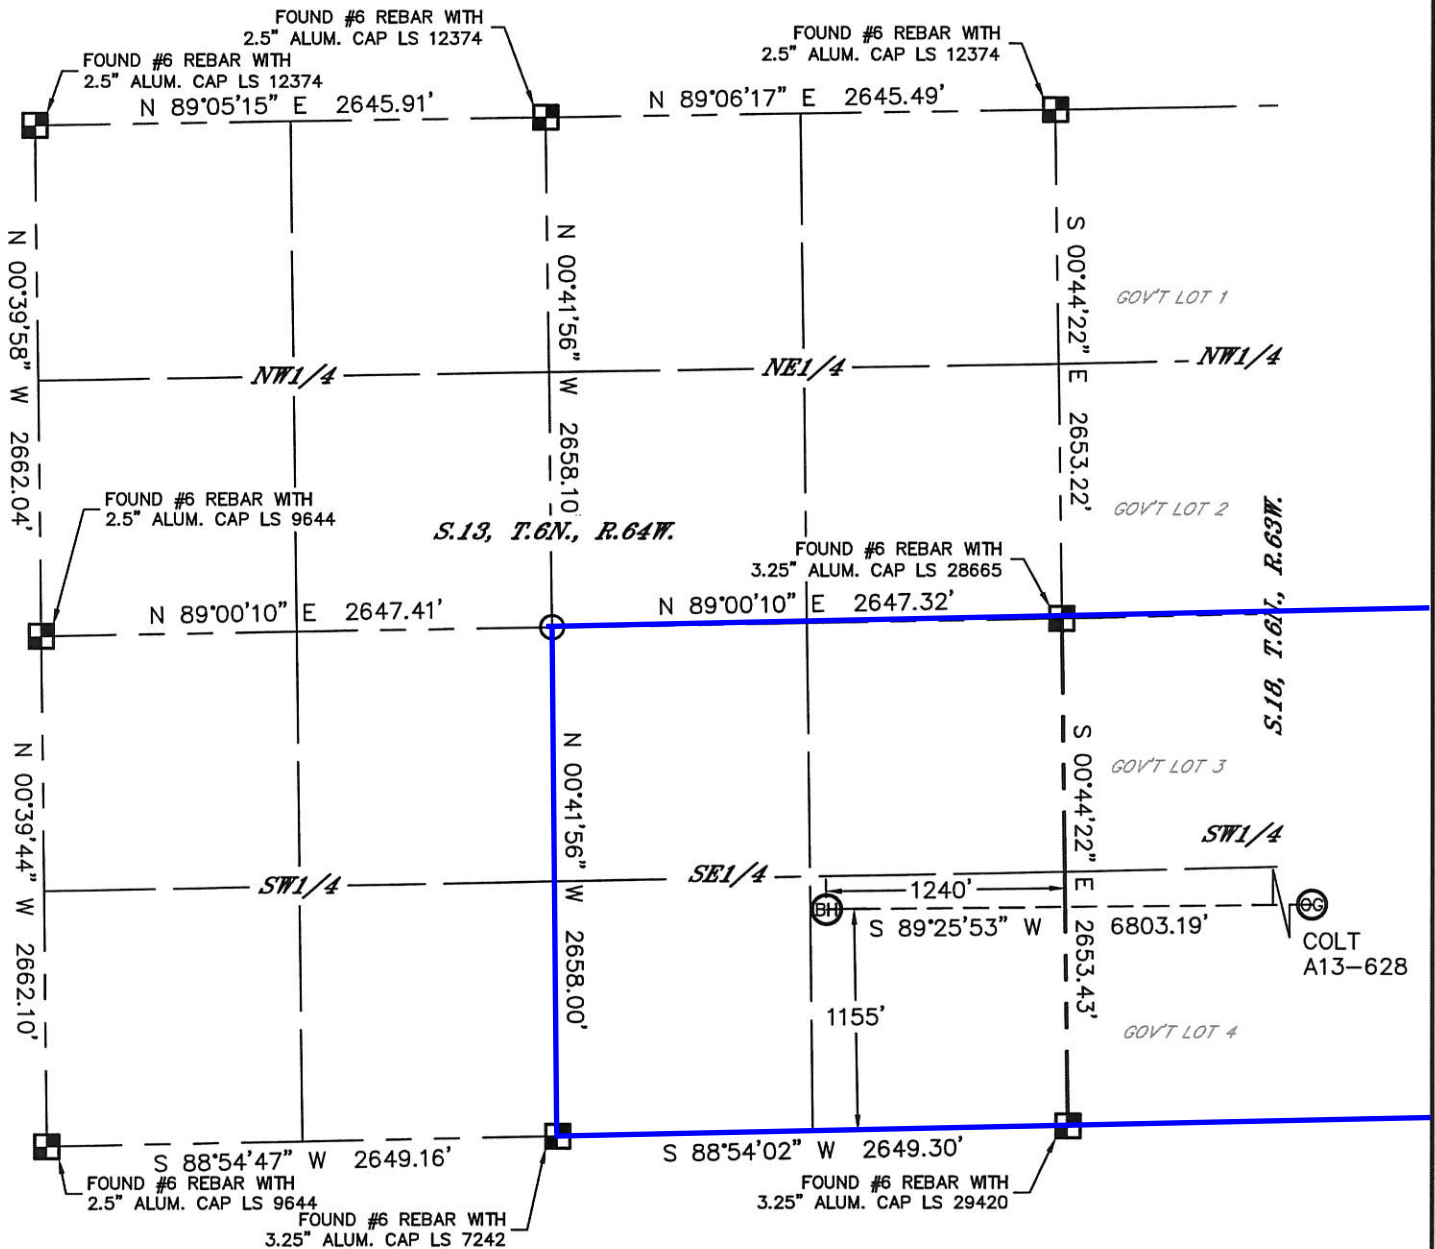 FOUND #6 REBAR WITH
2.5" ALUM. CAP LS 12374
FOUND #6 REBAR WITH
2.5" ALUM. CAP LS 12374
FOUND #6 REBAR WITH
2.5" ALUM. CAP LS 12374
N 89°05'15" E 2645.91'
N 89°06'17" E 2645.49'
N 00°39'58" W 2662.04'
N 00°41'56" W 2658.10'
S 00°44'22" E 2653.22'
GOV'T LOT 1
NW1/4
NE1/4
NW1/4
FOUND #6 REBAR WITH
2.5" ALUM. CAP LS 9644
S.13, T.6N., R.64W.
GOV'T LOT 2
FOUND #6 REBAR WITH
3.25" ALUM. CAP LS 28665
S.18, T.6N., R.63W.
N 89°00'10" E 2647.41'
N 89°00'10" E 2647.32'
N 00°39'44" W 2662.10'
N 00°41'56" W 2658.00'
S 00°44'22" E 2653.43'
GOV'T LOT 3
SW1/4
SE1/4
SW1/4
1240'
BH
OG
S 89°25'53" W 6803.19'
COLT
A13-628
1155'
GOV'T LOT 4
S 88°54'47" W 2649.16'
S 88°54'02" W 2649.30'
FOUND #6 REBAR WITH
2.5" ALUM. CAP LS 9644
FOUND #6 REBAR WITH
3.25" ALUM. CAP LS 7242
FOUND #6 REBAR WITH
3.25" ALUM. CAP LS 29420